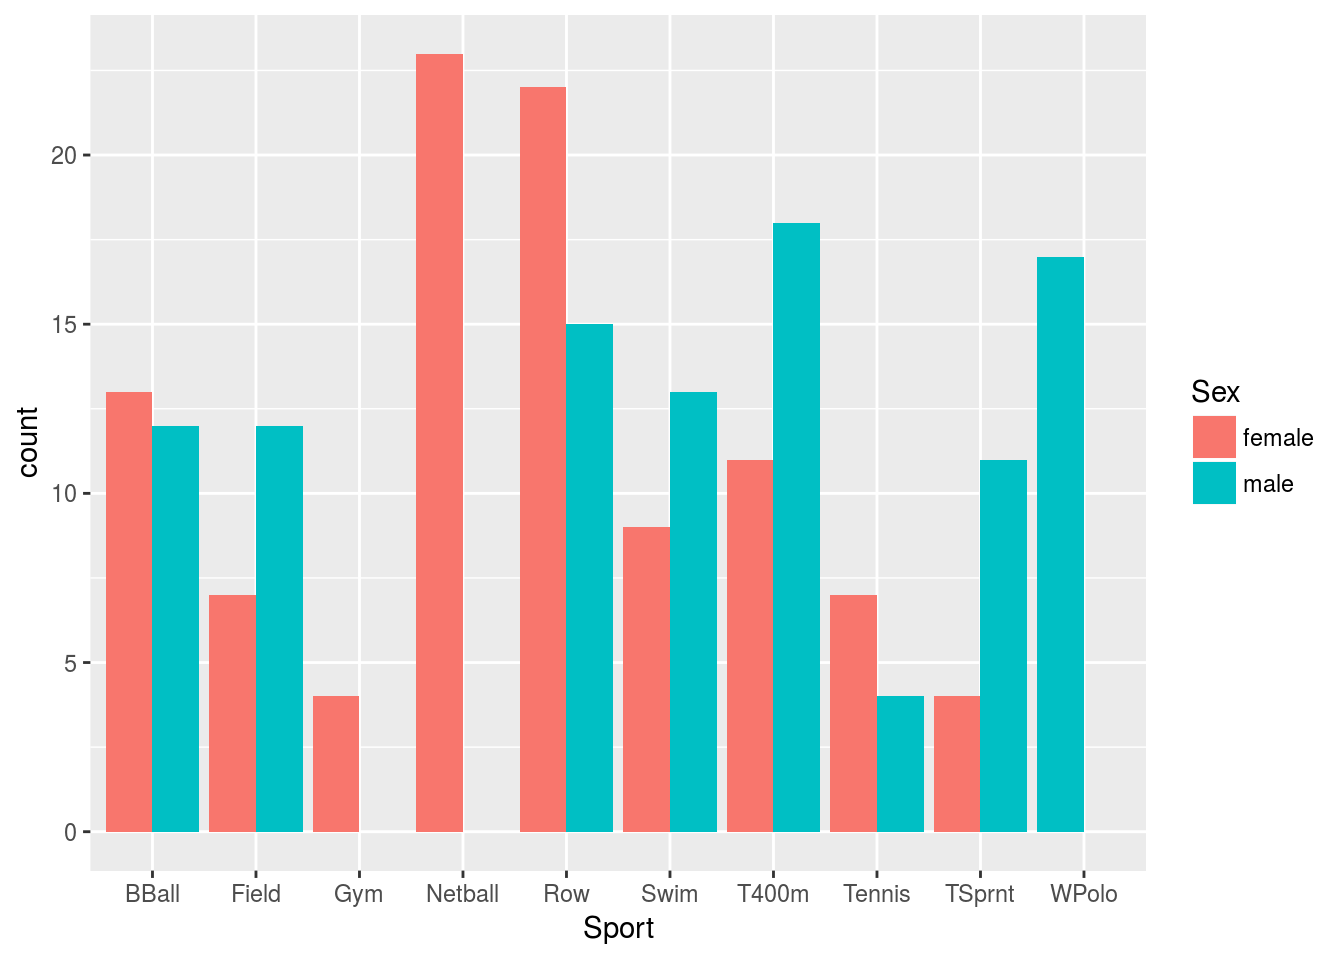 count
20
15
10
5
0
BBall Field Gym Netball Row Swim T400m Tennis TSprnt WPolo
Sport
Sex
female
male